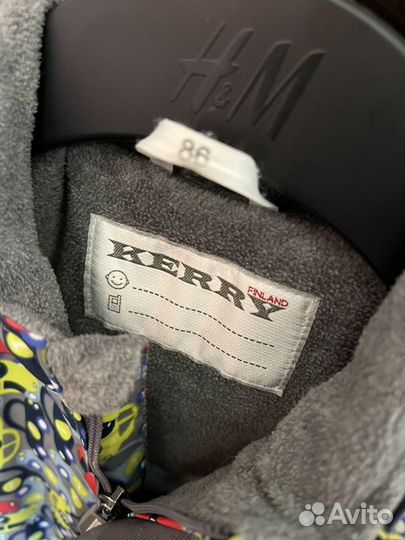 H&M
86
KERRY
FINLAND
Avito